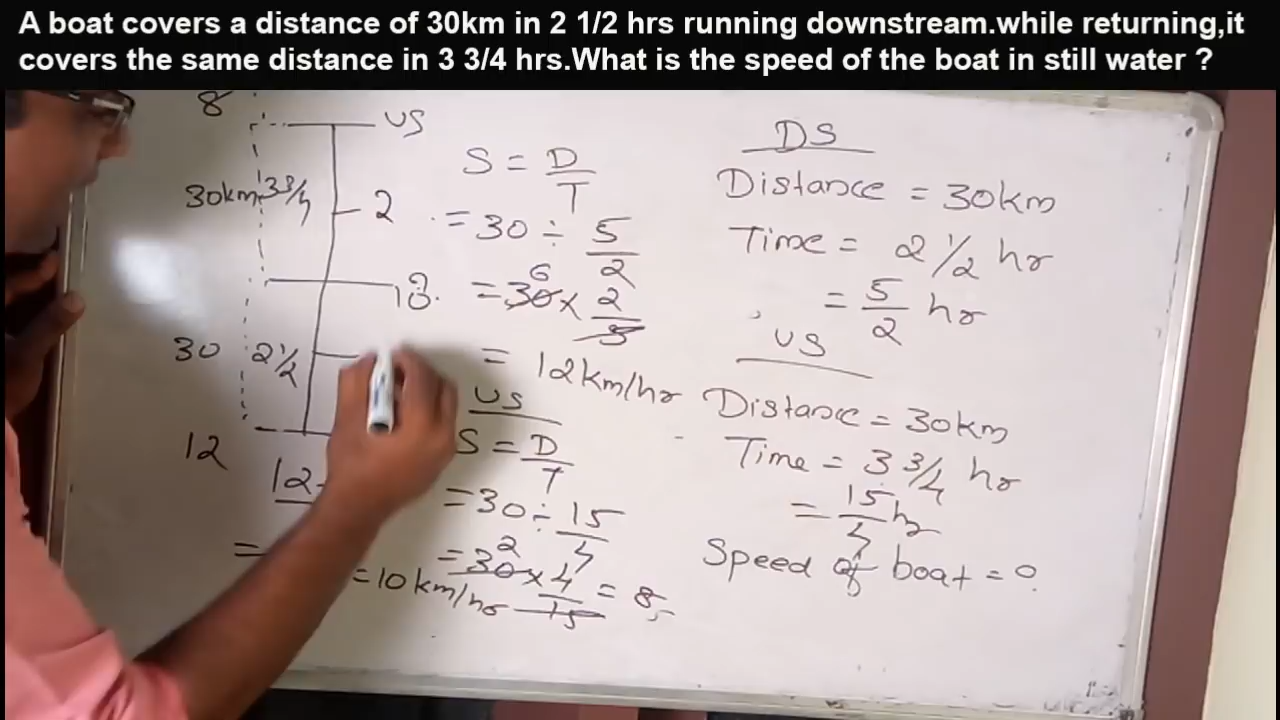 A boat covers a distance of 30km in 2 1/2 hrs running downstream.while returning,it
covers the same distance in 3 3/4 hrs.What is the speed of the boat in still water ?
8
US
30km 3 3/4
2
?
10
30 2 1/2
12
12
=
=10km/hr
S = D/T
= 30 ÷ 5/2
= 30 6 × 2/5
= 12km/hr
US
S = D/T
= 30 ÷ 15/4
= 30 2 × 4/15 = 8
DS
Distance = 30km
Time = 2 1/2 hr
= 5/2 hr
US
Distance = 30km
Time = 3 3/4 hr
= 15/4 hr
Speed of boat = ?